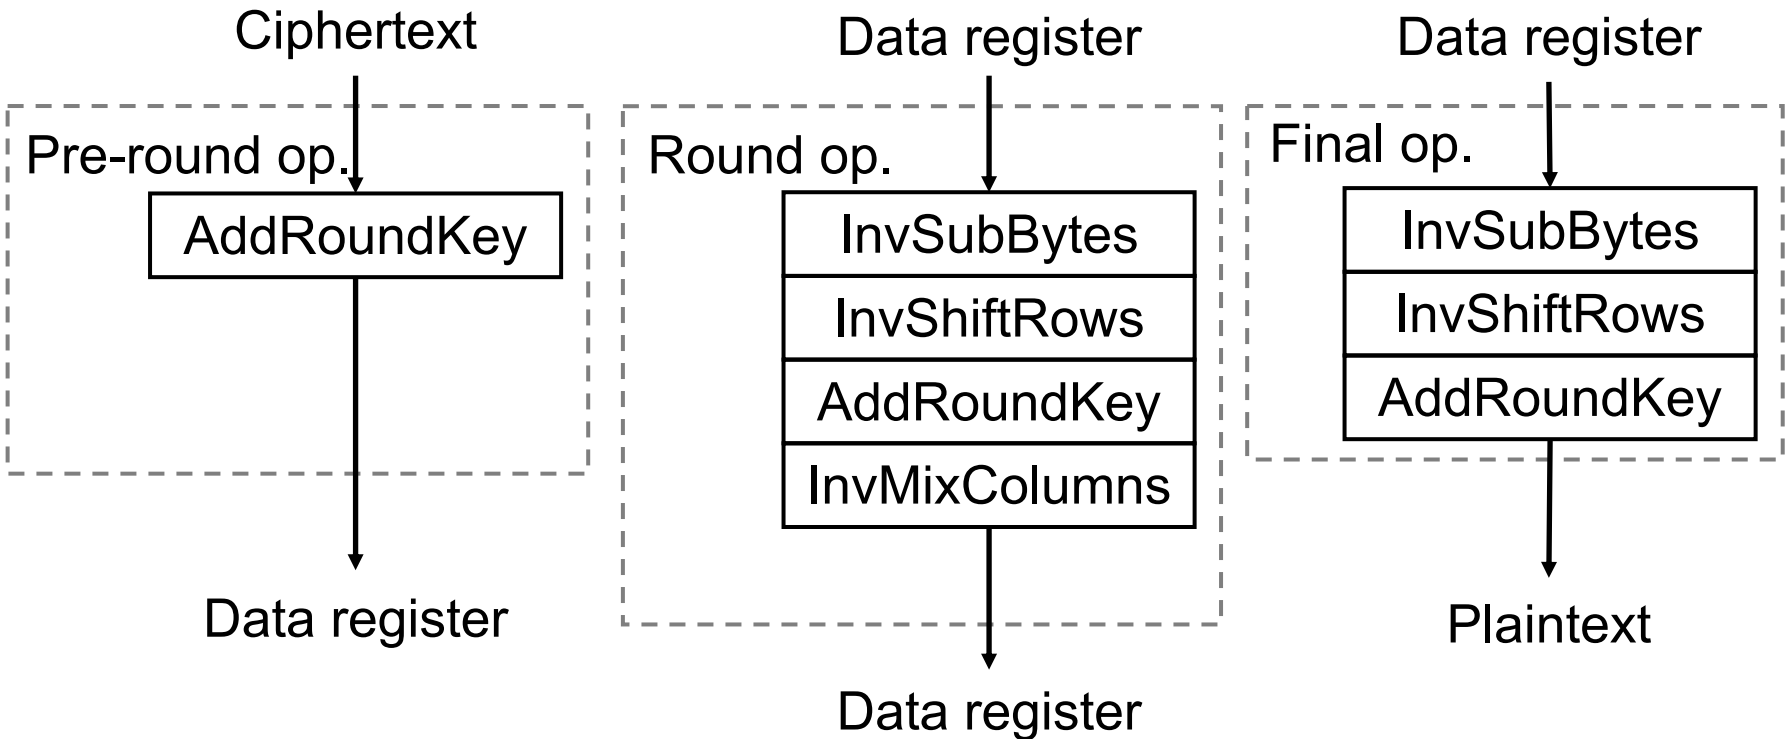 Ciphertext
Pre-round op.
AddRoundKey
Data register
Data register
Round op.
InvSubBytes
InvShiftRows
AddRoundKey
InvMixColumns
Data register
Data register
Final op.
InvSubBytes
InvShiftRows
AddRoundKey
Plaintext